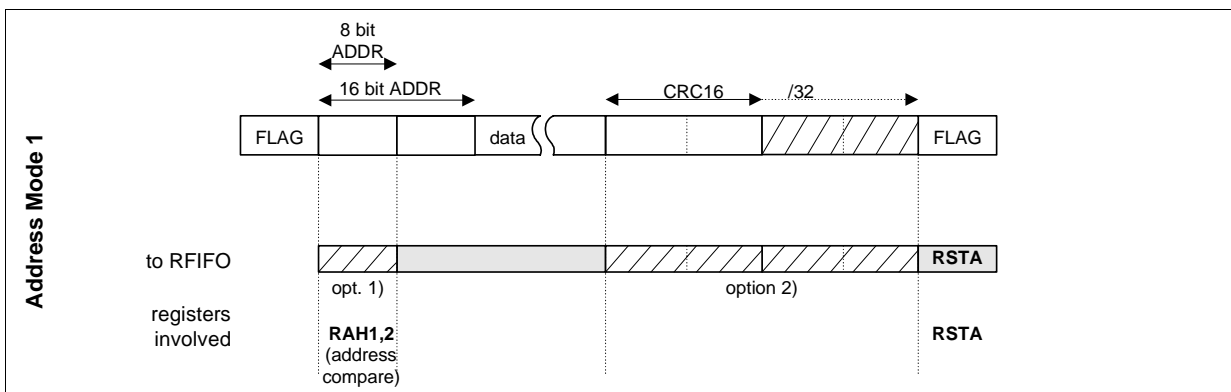 Address Mode 1
8 bit
ADDR
16 bit ADDR
CRC16 /32
FLAG data FLAG
to RFIFO RSTA
opt. 1) option 2)
registers
involved
RAH1,2 RSTA
(address
compare)